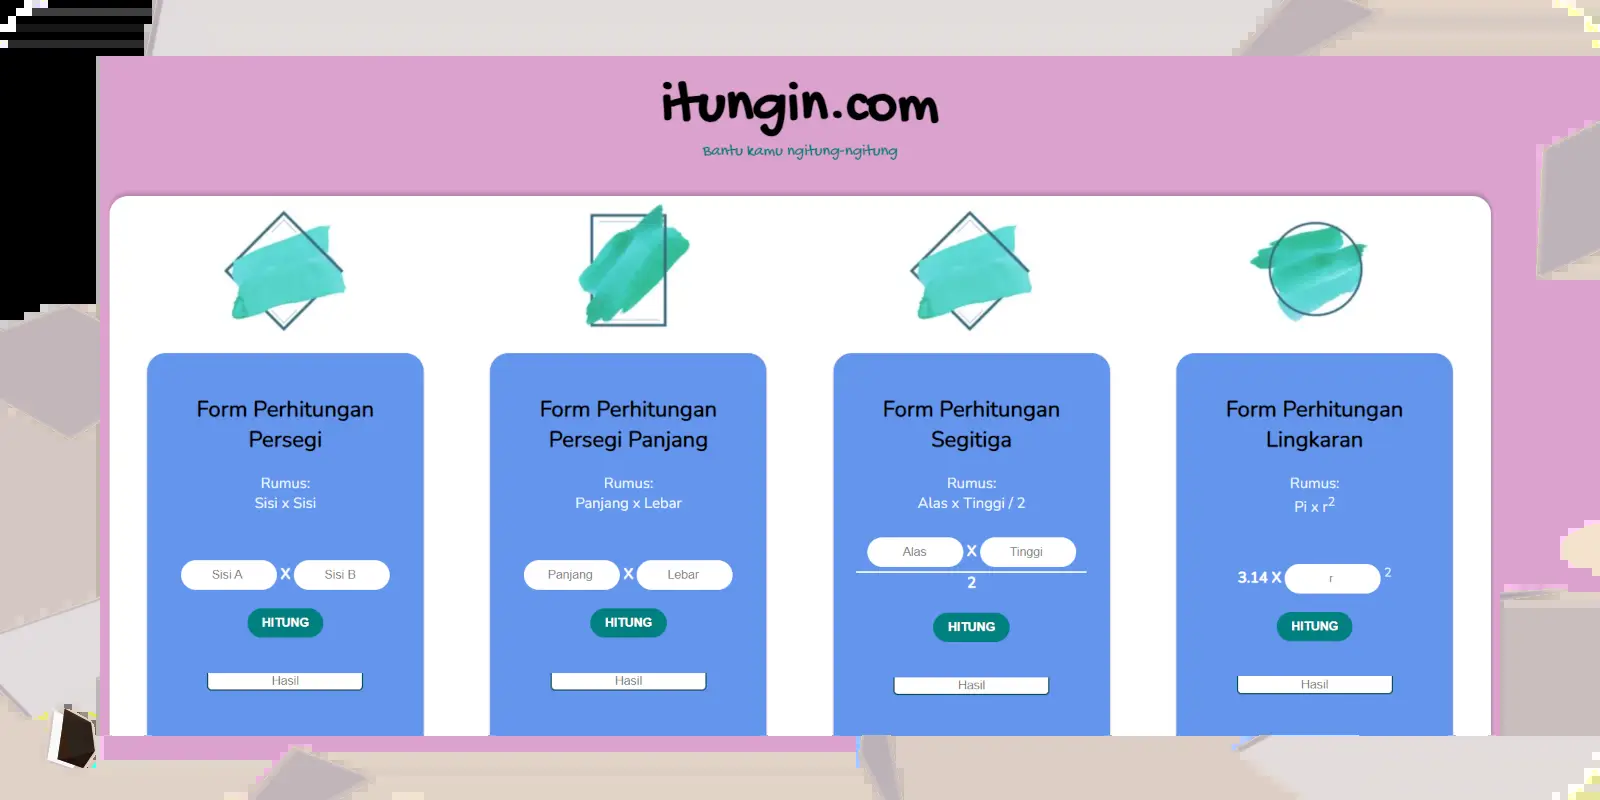 itungin.com
Bantu kamu ngitung-ngitung
Form Perhitungan
Persegi
Rumus:
Sisi x Sisi
Sisi A X Sisi B
HITUNG
Hasil
Form Perhitungan
Persegi Panjang
Rumus:
Panjang x Lebar
Panjang X Lebar
HITUNG
Hasil
Form Perhitungan
Segitiga
Rumus:
Alas x Tinggi / 2
Alas X Tinggi
2
HITUNG
Hasil
Form Perhitungan
Lingkaran
Rumus:
Pi x r²
3.14 X r ²
HITUNG
Hasil